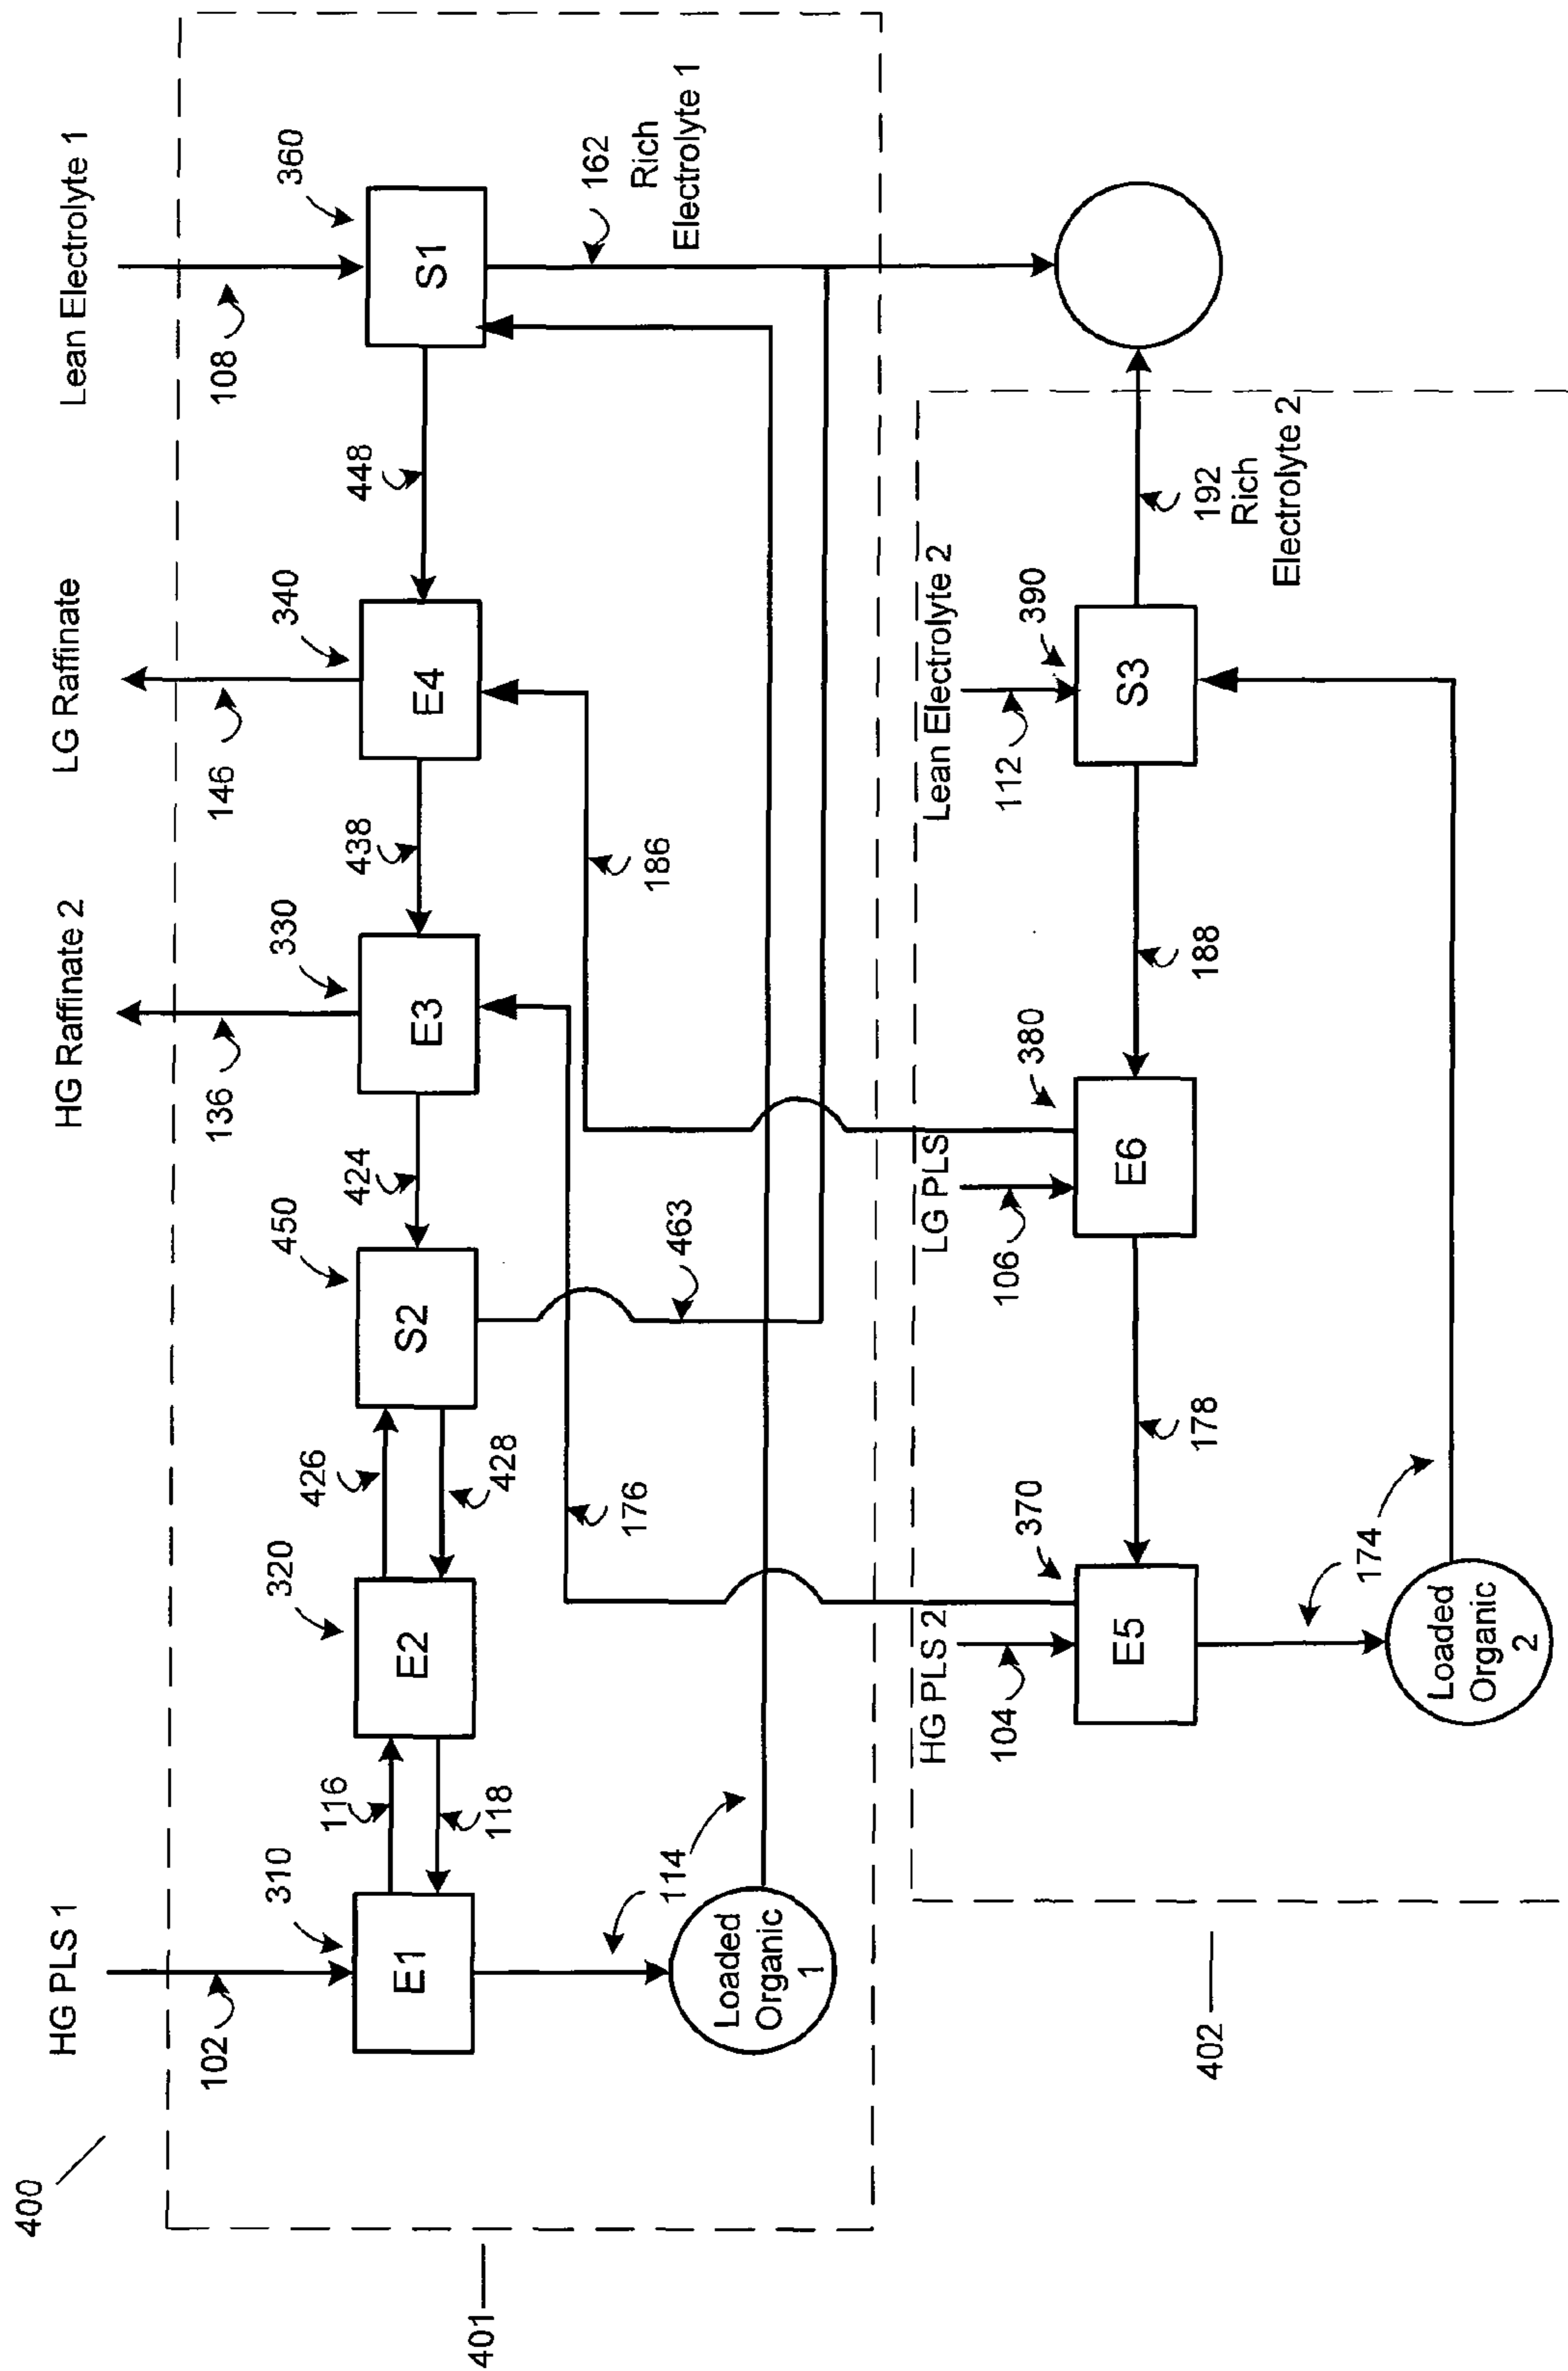 400
401
402
HG PLS 1
HG Raffinate 2
LG Raffinate
Lean Electrolyte 1
102
136
146
108
310
320
450
330
340
360
E1
116
118
E2
426
428
S2
424
E3
438
E4
448
S1
162
Rich
Electrolyte 1
114
Loaded
Organic
1
176
463
186
HG PLS 2
LG PLS
Lean Electrolyte 2
104
106
112
370
380
390
E5
178
E6
188
S3
192
Rich
Electrolyte 2
174
Loaded
Organic
2